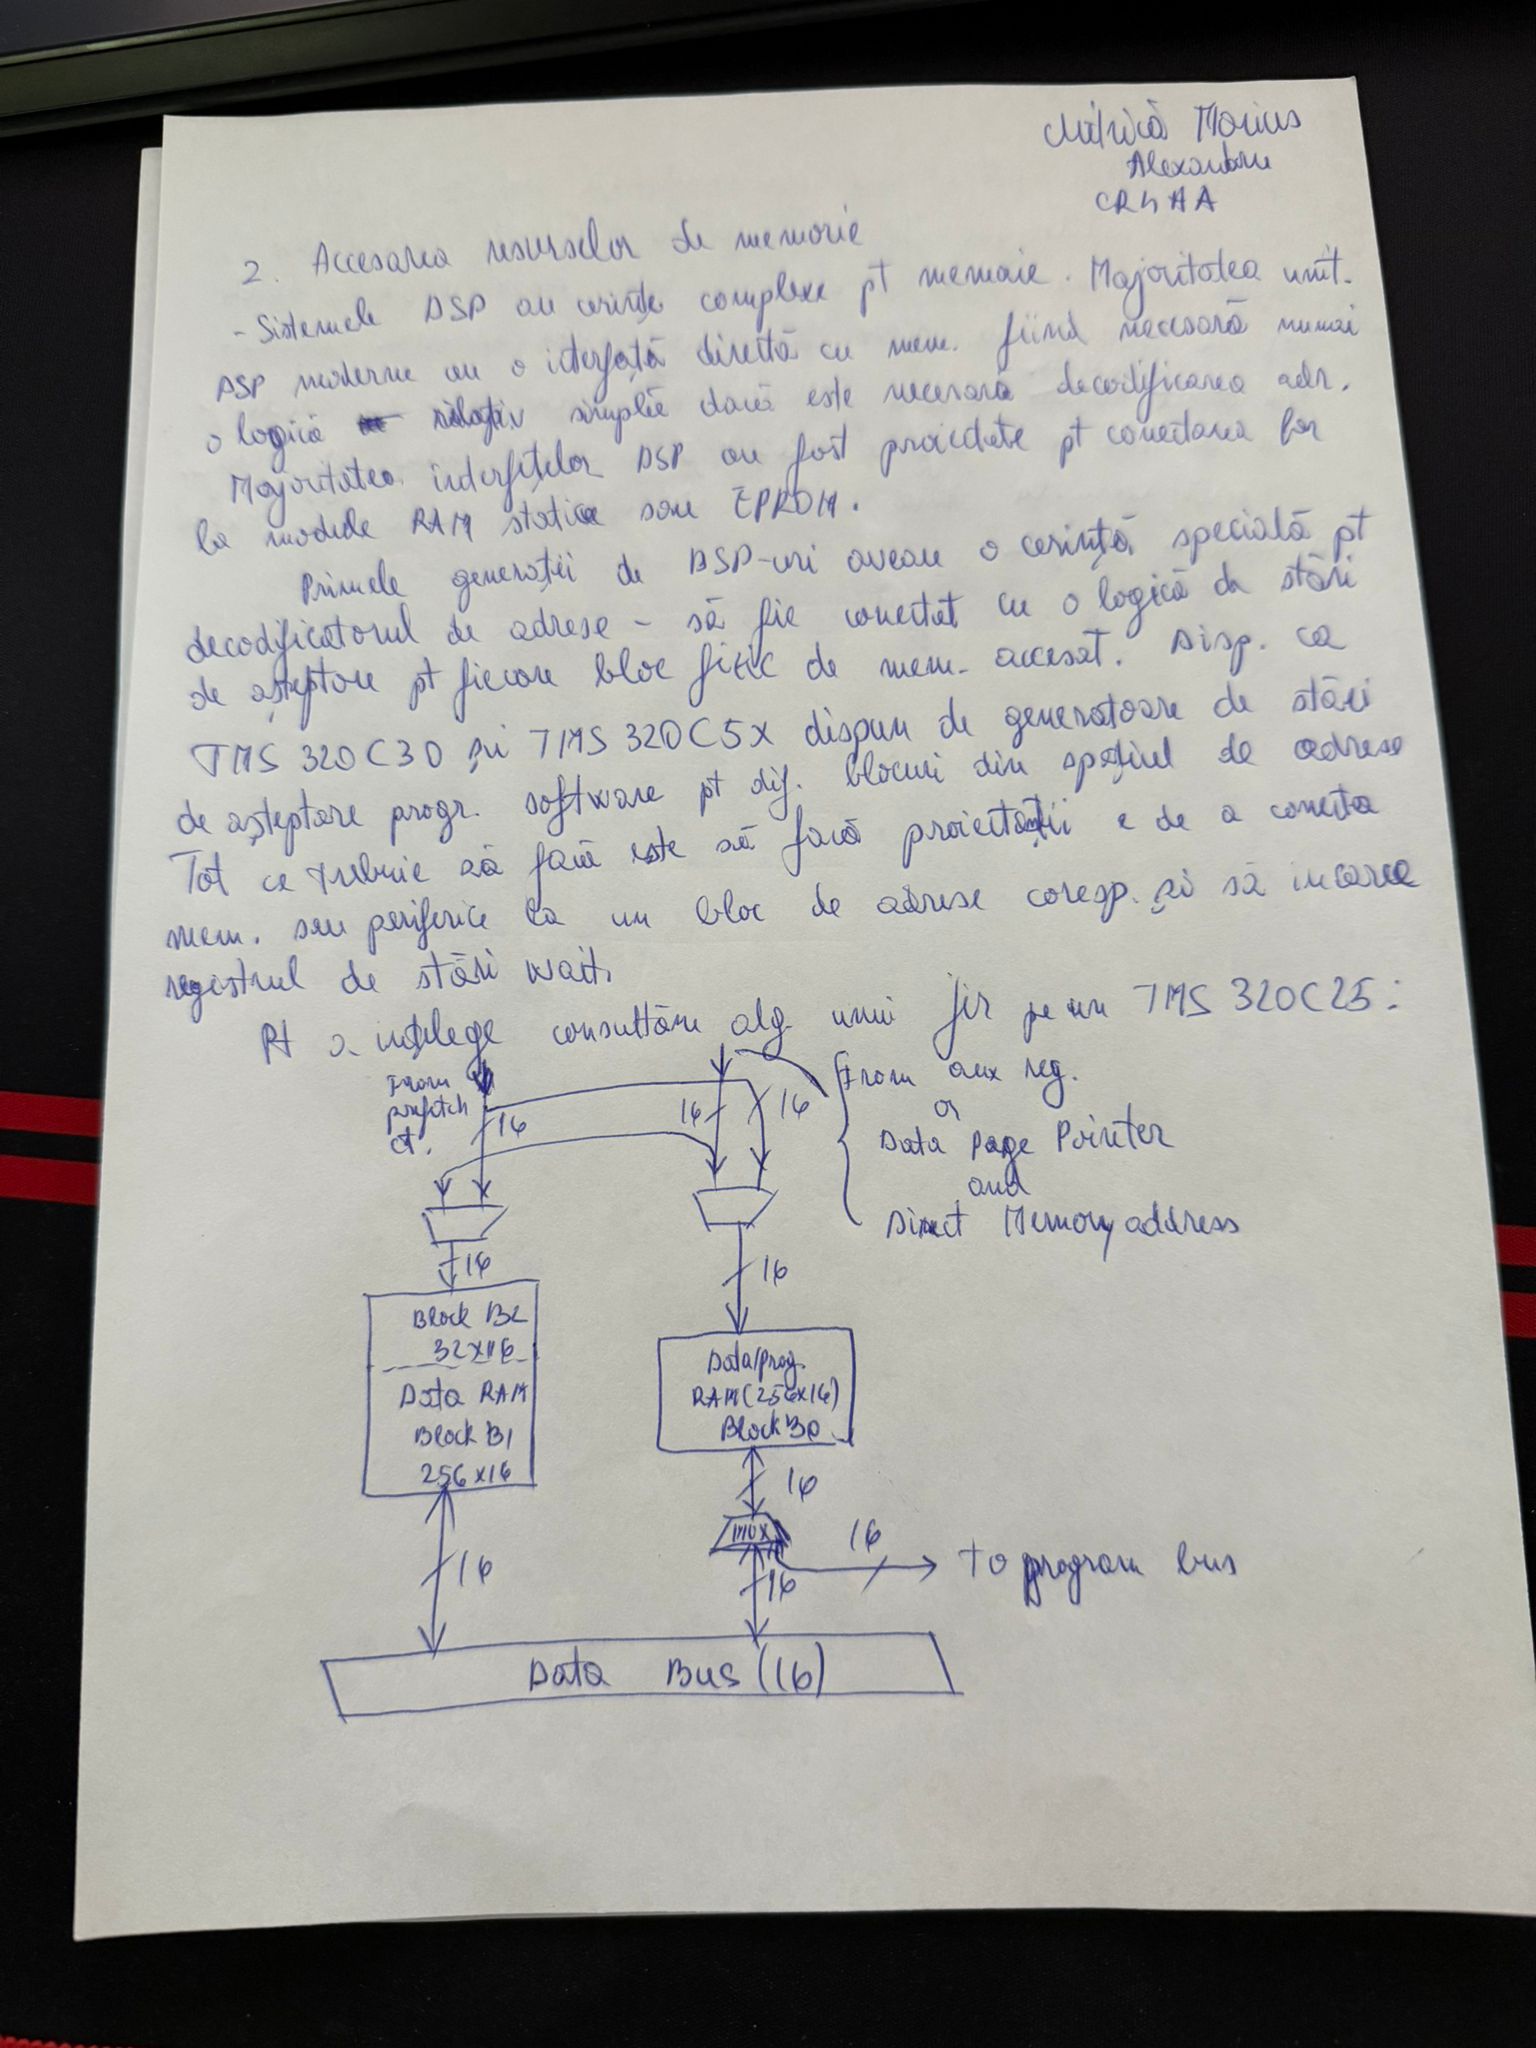 Mitrică Marius
Alexandru
CR4AA
2. Accesarea resurselor de memorie
- Sistemele DSP au cerințe complexe pt memorie. Majoritatea unit.
DSP moderne au o interfață directă cu mem. fiind necesară numai
o logică relativ simplă dacă este necesară decodificarea adr.
Majoritatea interfețelor DSP au fost proiectate pt conectarea lor
la module RAM statice sau EPROM.
Primele generații de DSP-uri aveau o cerință specială pt
decodificatorul de adrese - să fie conectat cu o logică de stări
de așteptare pt fiecare bloc fizic de mem. accesat. Disp. ca
TMS 320C30 și TMS 320C5X dispun de generatoare de stări
de așteptare progr. software pt dif. blocuri din spațiul de adrese
Tot ce trebuie să facă este să facă proiectanții e de a conecta
mem. sau periferice la un bloc de adrese coresp. și să incarce
registrul de stări wait.
Pt a înțelege consultăm alg. unui fir pe un TMS 320C25:
From
prefetch
ct.
16
16
16
From aux reg.
or
Data Page Pointer
and
Direct Memory address
16
16
Block B2
32x16
Data RAM
Block B1
256x16
Data/prog.
RAM(256x16)
Block B0
16
mux
16
to program bus
16
16
Data Bus (16)